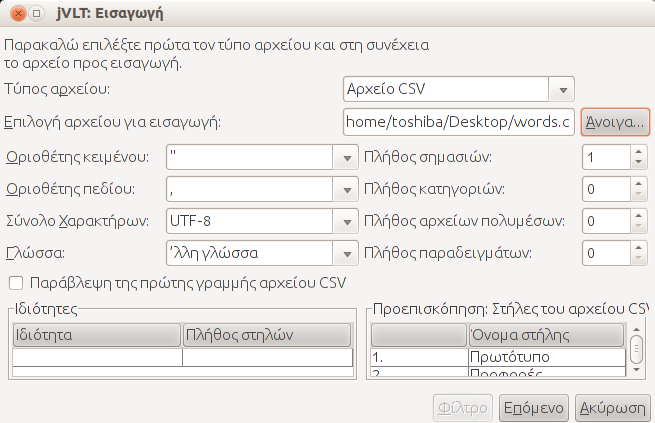 jVLT: Εισαγωγή
Παρακαλώ επιλέξτε πρώτα τον τύπο αρχείου και στη συνέχεια
το αρχείο προς εισαγωγή.
Τύπος αρχείου: Αρχείο CSV
Επιλογή αρχείου για εισαγωγή: home/toshiba/Desktop/words.c Άνοιγα...
Οριοθέτης κειμένου: " Πλήθος σημασιών: 1
Οριοθέτης πεδίου: , Πλήθος κατηγοριών: 0
Σύνολο Χαρακτήρων: UTF-8 Πλήθος αρχείων πολυμέσων: 0
Γλώσσα: ’λλη γλώσσα Πλήθος παραδειγμάτων: 0
Παράβλεψη της πρώτης γραμμής αρχείου CSV
Ιδιότητες Προεπισκόπηση: Στήλες του αρχείου CSV
Ιδιότητα Πλήθος στηλών Όνομα στήλης
1. Πρωτότυπο
2. Προφορές
Φίλτρο Επόμενο Ακύρωση